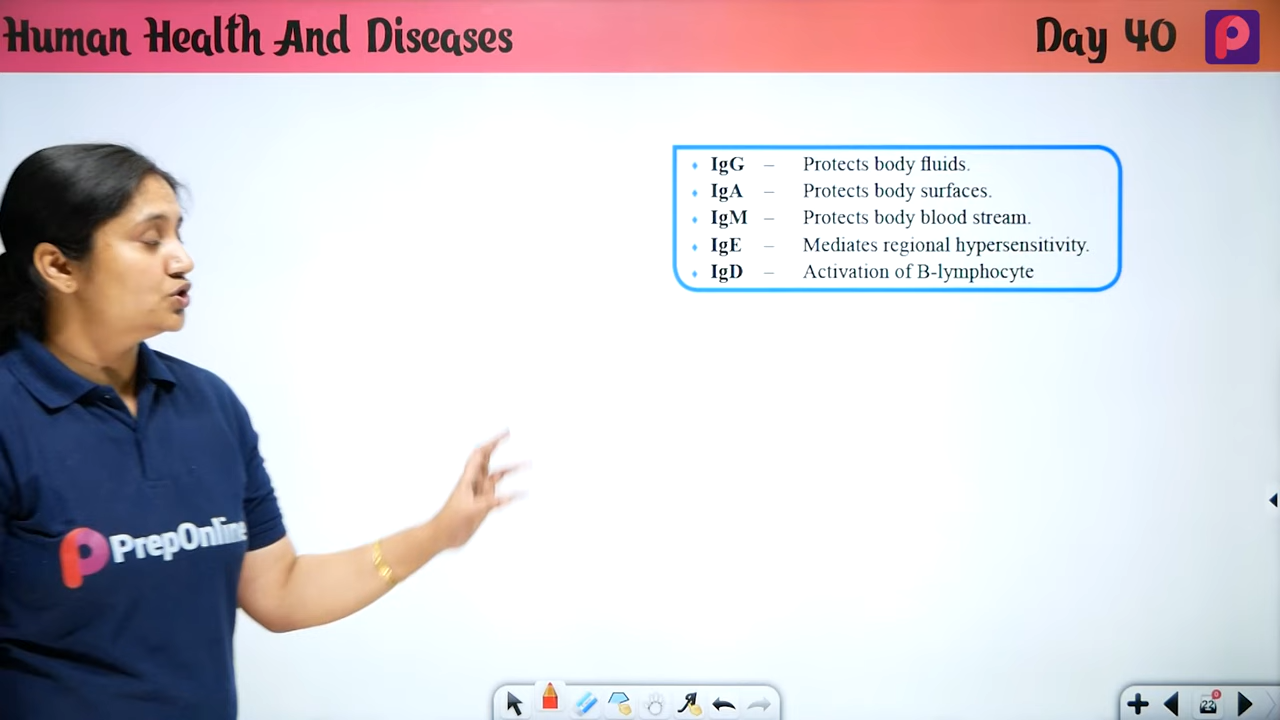 Human Health And Diseases
Day 40
IgG – Protects body fluids.
IgA – Protects body surfaces.
IgM – Protects body blood stream.
IgE – Mediates regional hypersensitivity.
IgD – Activation of B-lymphocyte
PrepOnline
22